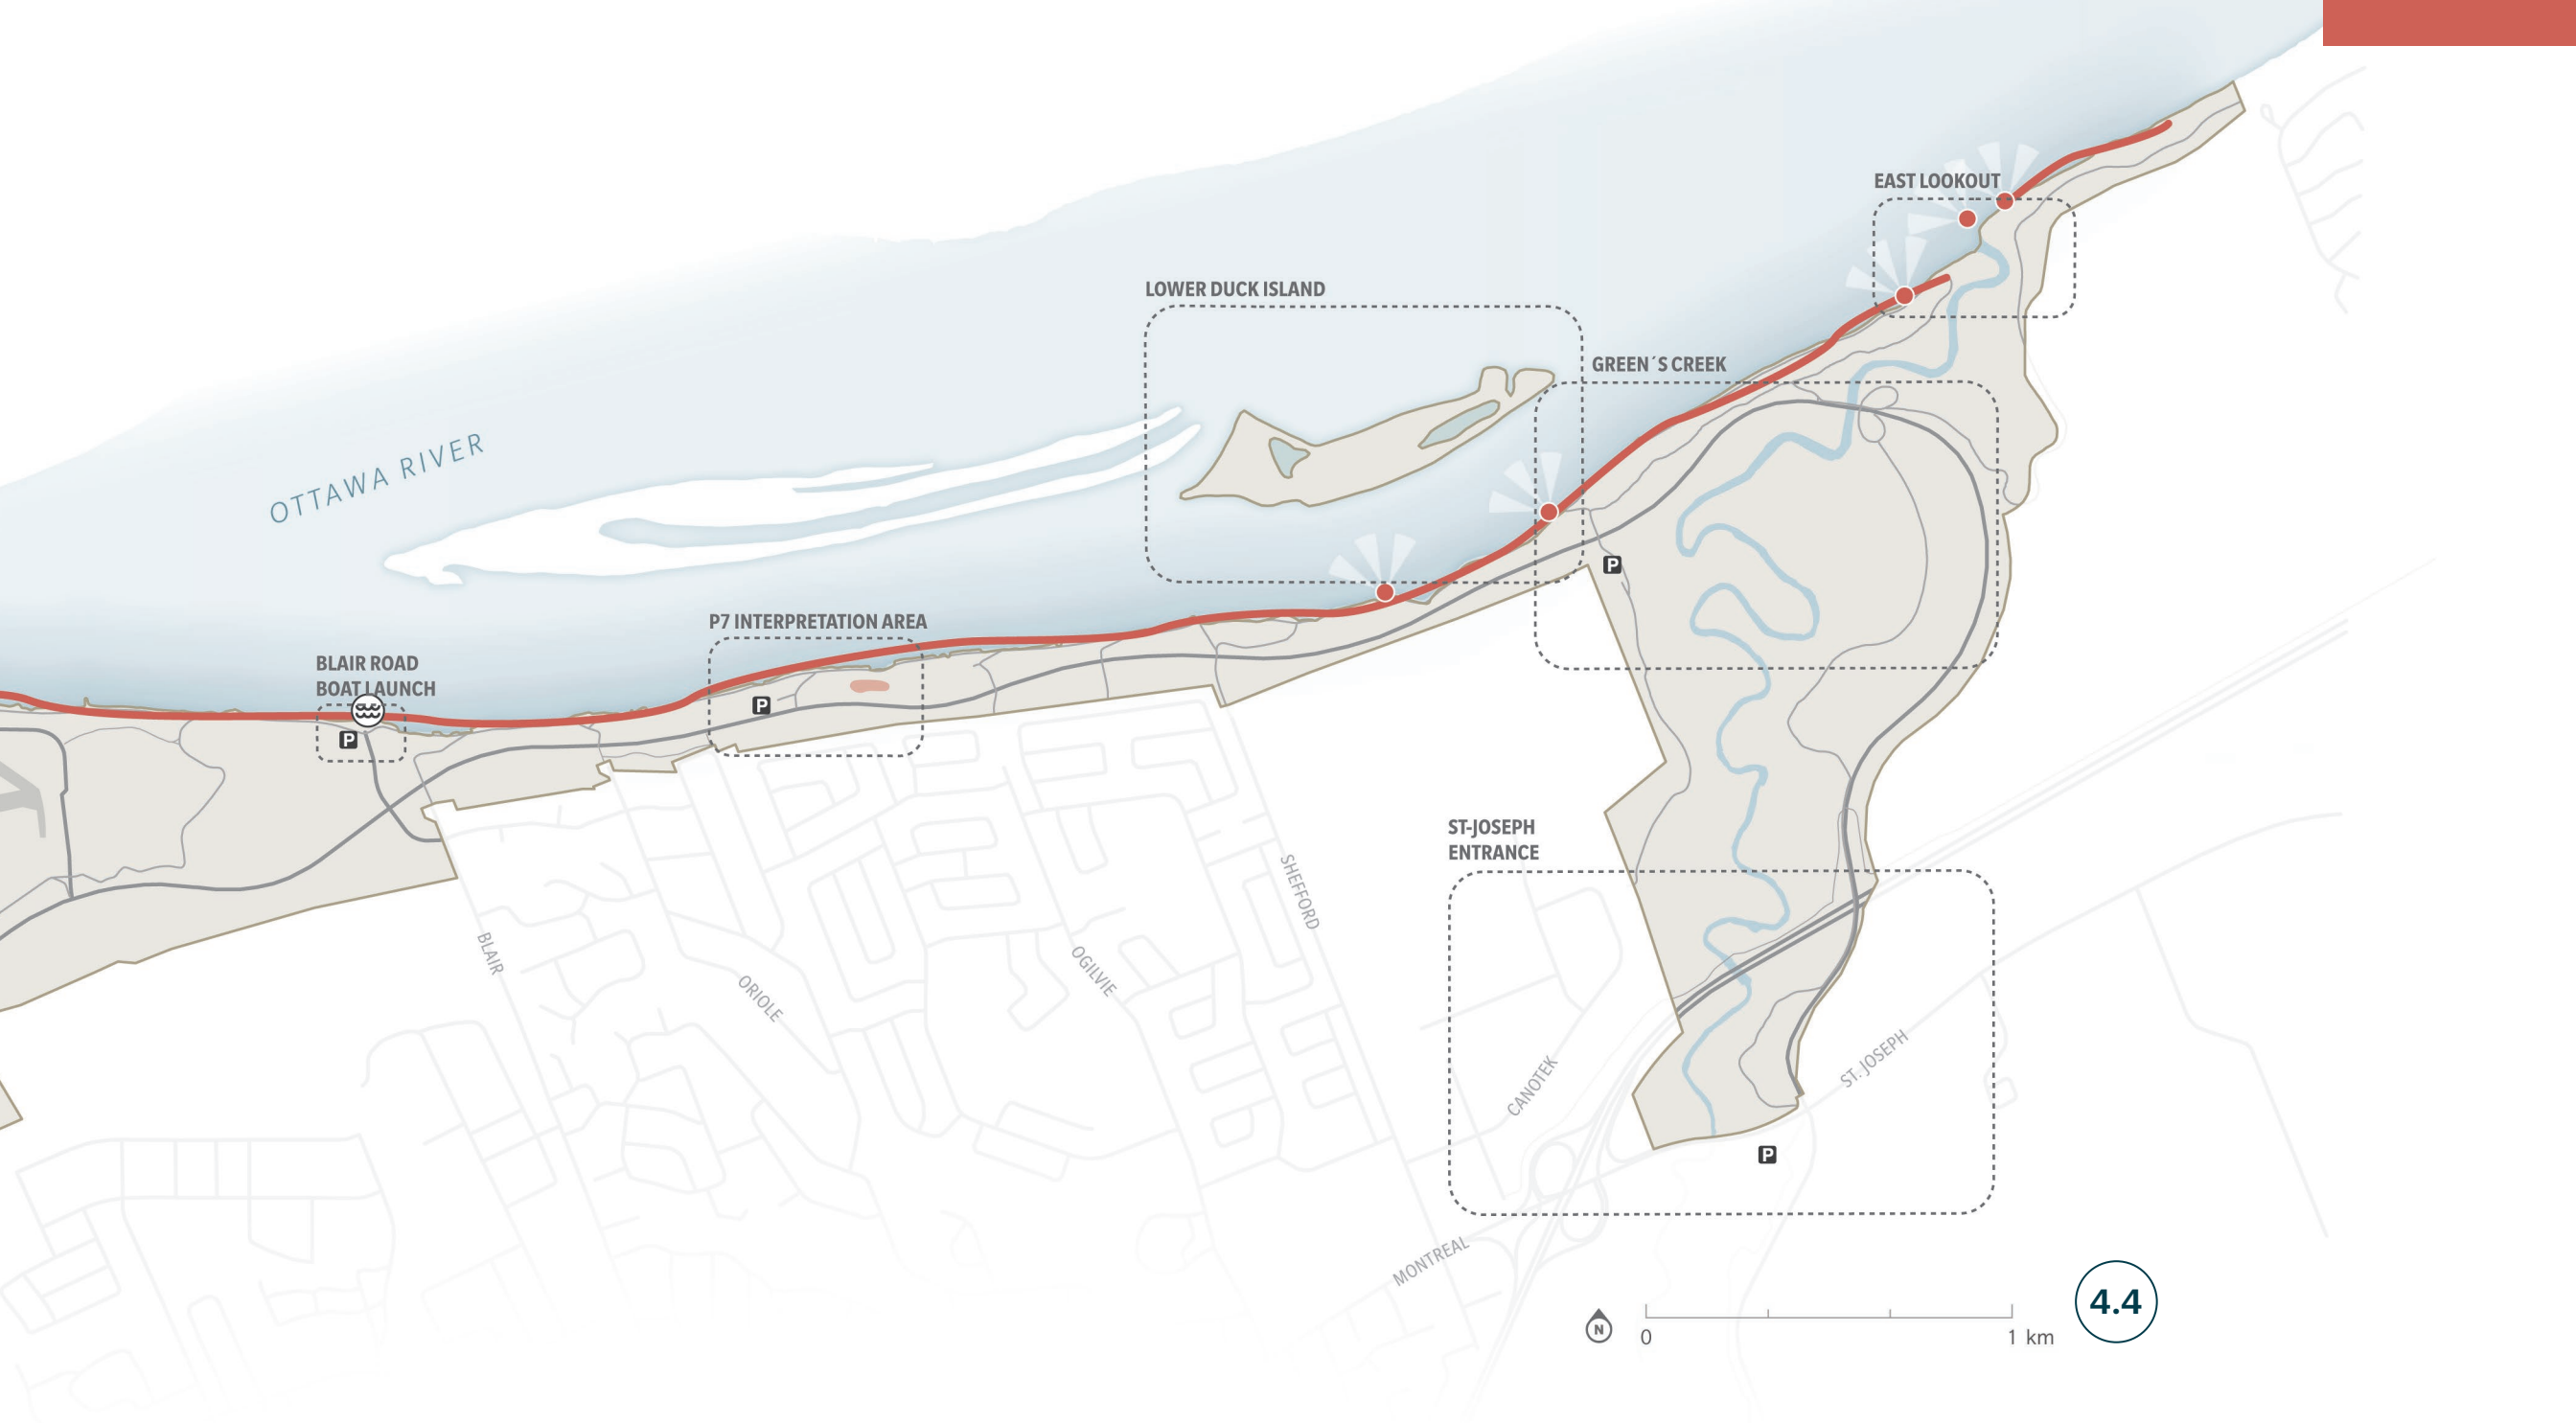 EAST LOOKOUT
LOWER DUCK ISLAND
GREEN´S CREEK
OTTAWA RIVER
P7 INTERPRETATION AREA
BLAIR ROAD
BOAT LAUNCH
P
P
P
P
ST-JOSEPH
ENTRANCE
SHEFFORD
BLAIR
ORIOLE
OGILVIE
CANOTEK
ST. JOSEPH
MONTREAL
N
0
1 km
4.4